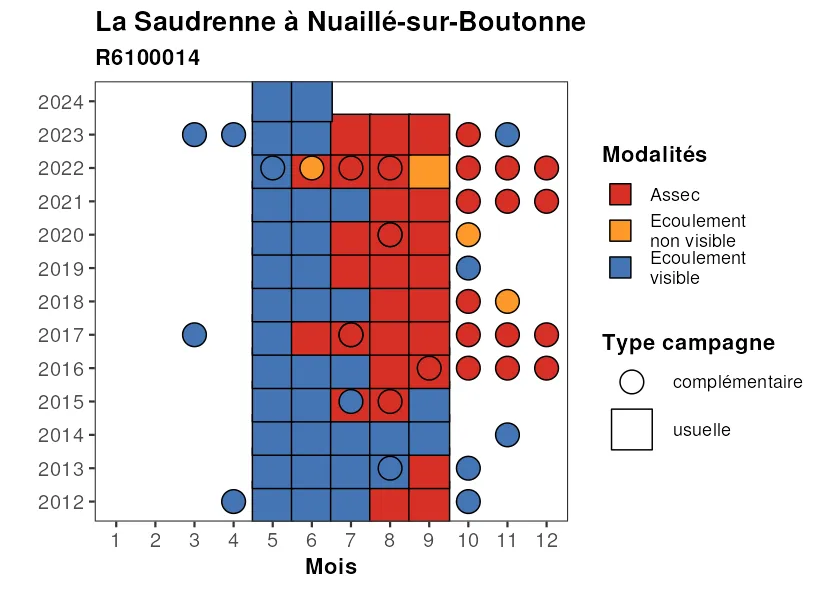 La Saudrenne à Nuaillé-sur-Boutonne
R6100014
2024
2023
2022
2021
2020
2019
2018
2017
2016
2015
2014
2013
2012
1 2 3 4 5 6 7 8 9 10 11 12
Mois
Modalités
Assec
Ecoulement
non visible
Ecoulement
visible
Type campagne
complémentaire
usuelle